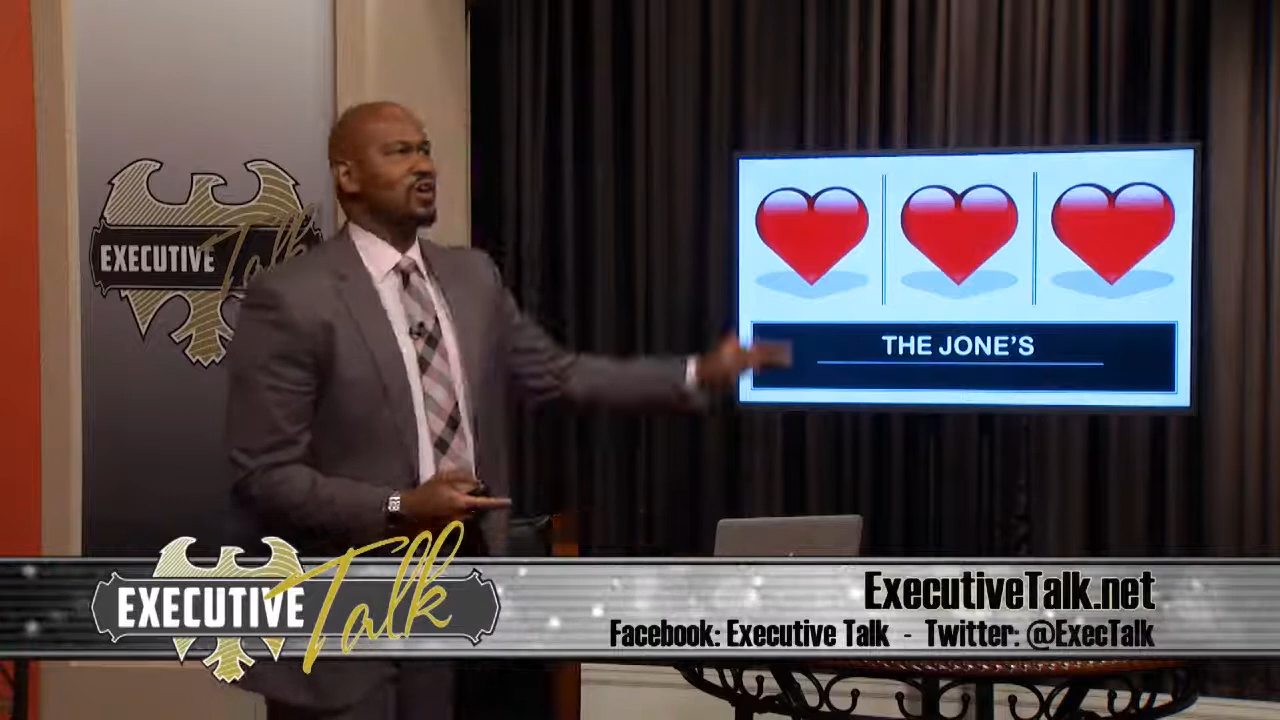 EXECUTIVE Talk
THE JONE'S
EXECUTIVE Talk
ExecutiveTalk.net
Facebook: Executive Talk - Twitter: @ExecTalk